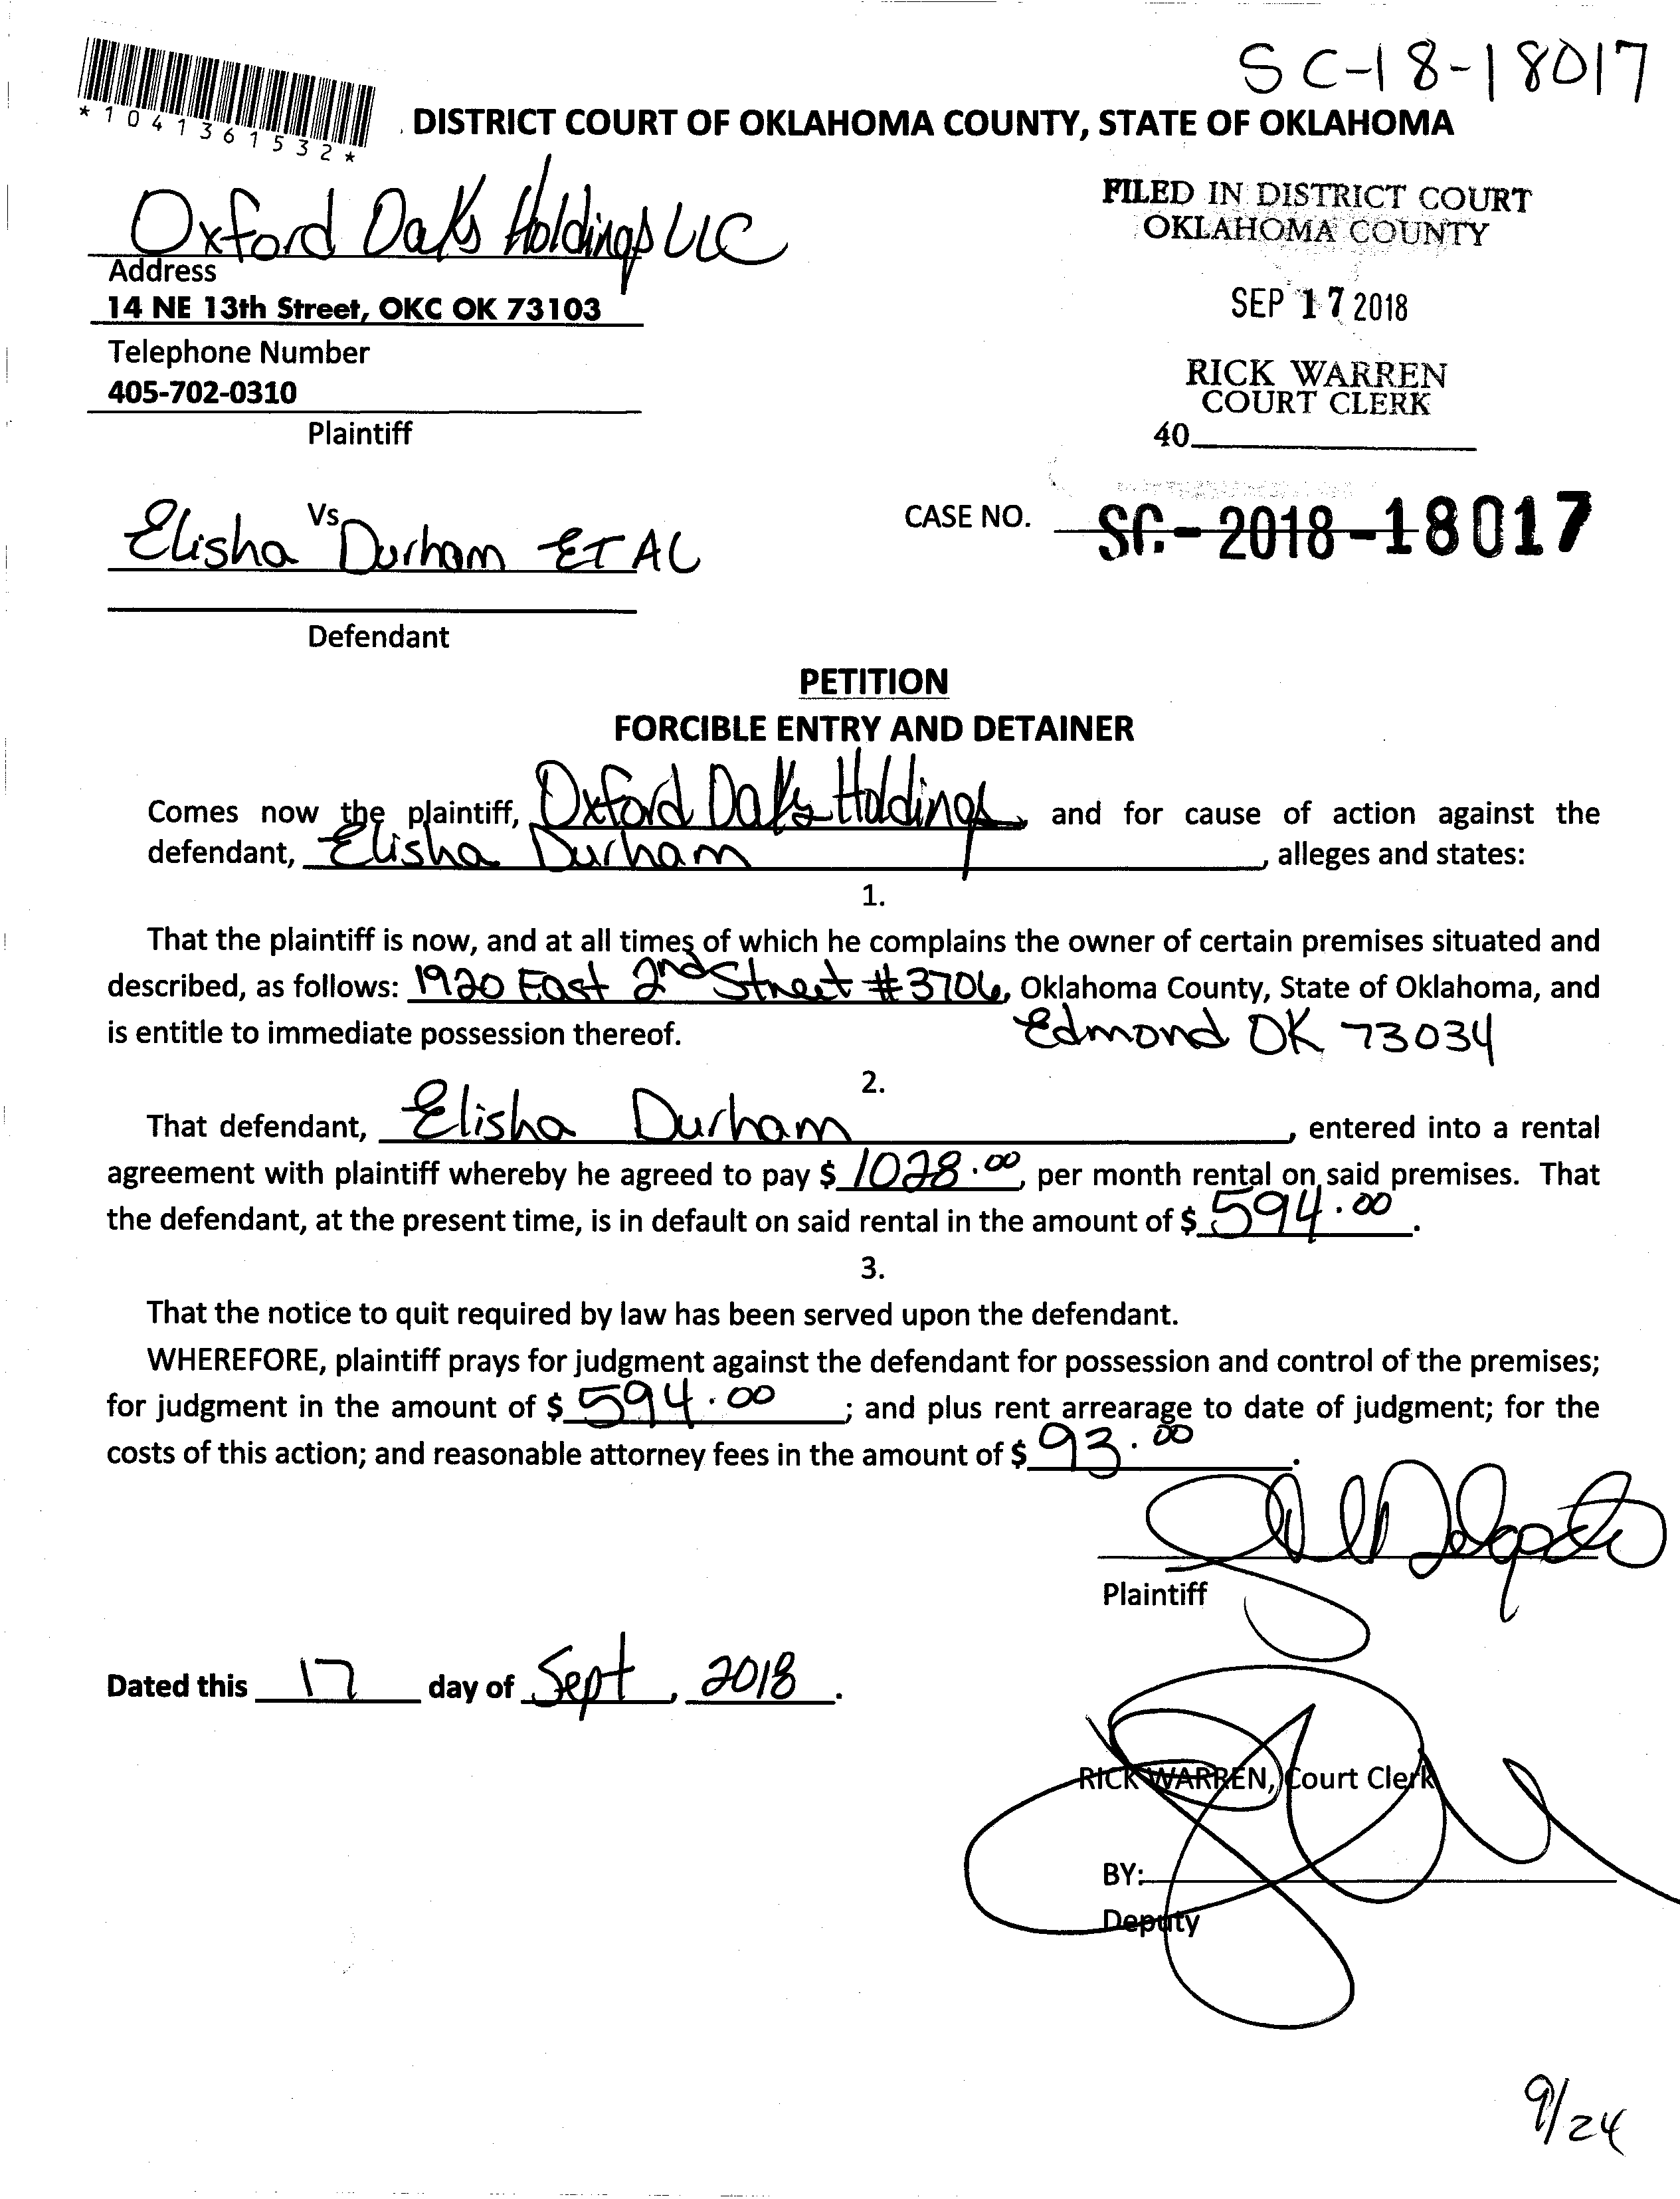 SC-18-18017
*1041361532*
DISTRICT COURT OF OKLAHOMA COUNTY, STATE OF OKLAHOMA
Oxford Oaks Holdings LLC
Address
14 NE 13th Street, OKC OK 73103
Telephone Number
405-702-0310
Plaintiff
FILED IN DISTRICT COURT
OKLAHOMA COUNTY
SEP 17 2018
RICK WARREN
COURT CLERK
40
Vs
Elisha Durham ET AL
Defendant
CASE NO. SC-2018-18017
PETITION
FORCIBLE ENTRY AND DETAINER
Comes now the plaintiff, Oxford Oaks Holdings, and for cause of action against the
defendant, Elisha Durham, alleges and states:
1.
That the plaintiff is now, and at all times of which he complains the owner of certain premises situated and
described, as follows: 1920 East 2nd Street #3706, Oklahoma County, State of Oklahoma, and
is entitle to immediate possession thereof. Edmond OK 73034
2.
That defendant, Elisha Durham, entered into a rental
agreement with plaintiff whereby he agreed to pay $ 1028.00, per month rental on said premises. That
the defendant, at the present time, is in default on said rental in the amount of $ 594.00.
3.
That the notice to quit required by law has been served upon the defendant.
WHEREFORE, plaintiff prays for judgment against the defendant for possession and control of the premises;
for judgment in the amount of $ 594.00; and plus rent arrearage to date of judgment; for the
costs of this action; and reasonable attorney fees in the amount of $ 93.00.
Plaintiff
Dated this 17 day of Sept, 2018.
RICK WARREN, Court Clerk
BY:
Deputy
9/24